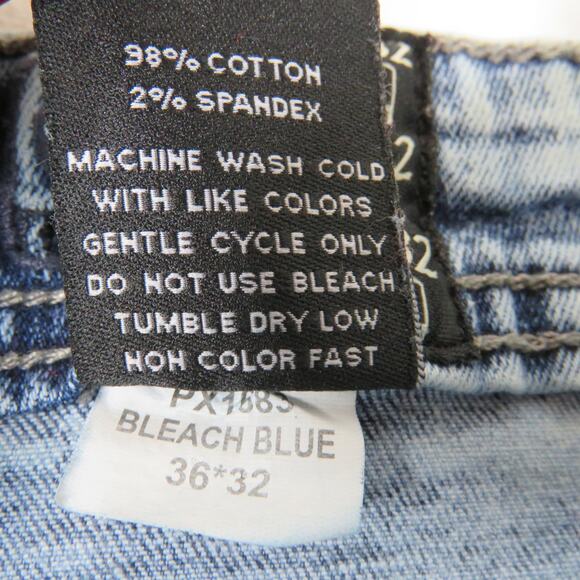 98% COTTON
2% SPANDEX
MACHINE WASH COLD
WITH LIKE COLORS
GENTLE CYCLE ONLY
DO NOT USE BLEACH
TUMBLE DRY LOW
NON COLOR FAST
BLEACH BLUE
36*32